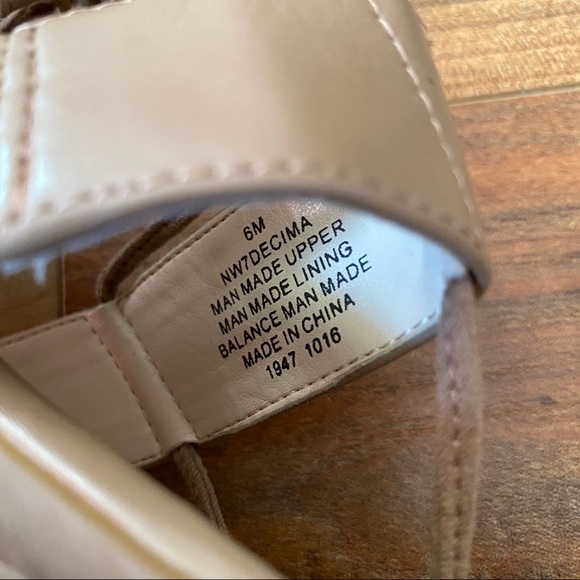 6M
NW7DECIMA
MAN MADE UPPER
MAN MADE LINING
BALANCE MAN MADE
MADE IN CHINA
1947 1016